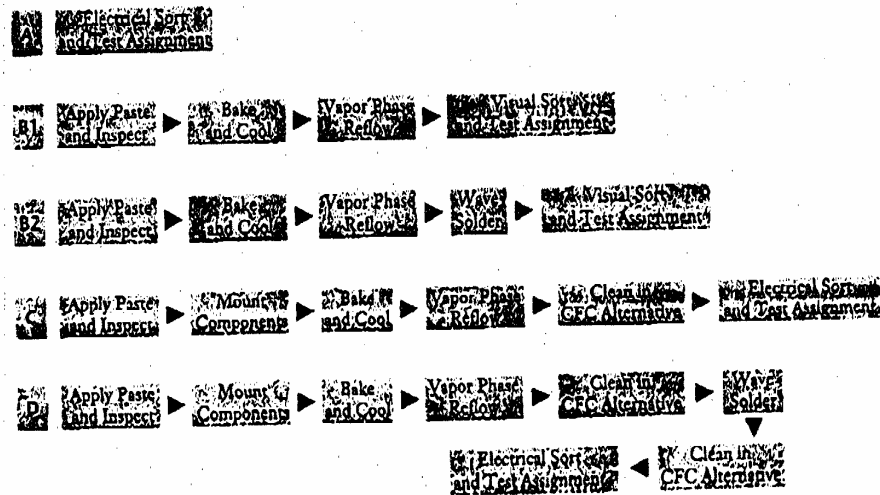 A
Electrical Sort
and Test Assignment
B1
Apply Paste
and Inspect
Bake
and Cool
Vapor Phase
Reflow
Visual Sort
and Test Assignment
B2
Apply Paste
and Inspect
Bake
and Cool
Vapor Phase
Reflow
Wave
Solder
Visual Sort
and Test Assignment
C
Apply Paste
and Inspect
Mount
Components
Bake
and Cool
Vapor Phase
Reflow
Clean in
CFC Alternative
Electrical Sort
and Test Assignment
D
Apply Paste
and Inspect
Mount
Components
Bake
and Cool
Vapor Phase
Reflow
Clean in
CFC Alternative
Wave
Solder
Clean in
CFC Alternative
Electrical Sort
and Test Assignment